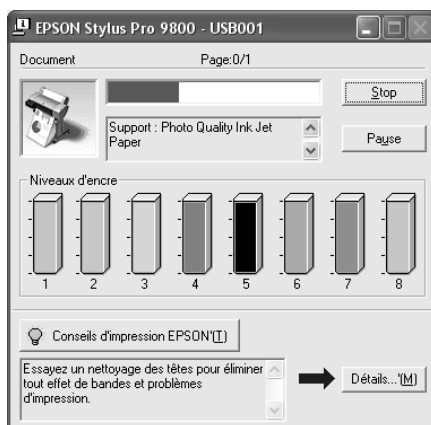 EPSON Stylus Pro 9800 - USB001
Document Page:0/1
Stop
Support : Photo Quality Ink Jet
Paper
Pause
Niveaux d'encre
1 2 3 4 5 6 7 8
Conseils d'impression EPSON'(T)
Essayez un nettoyage des têtes pour éliminer
tout effet de bandes et problèmes
d'impression.
Détails...'(M)